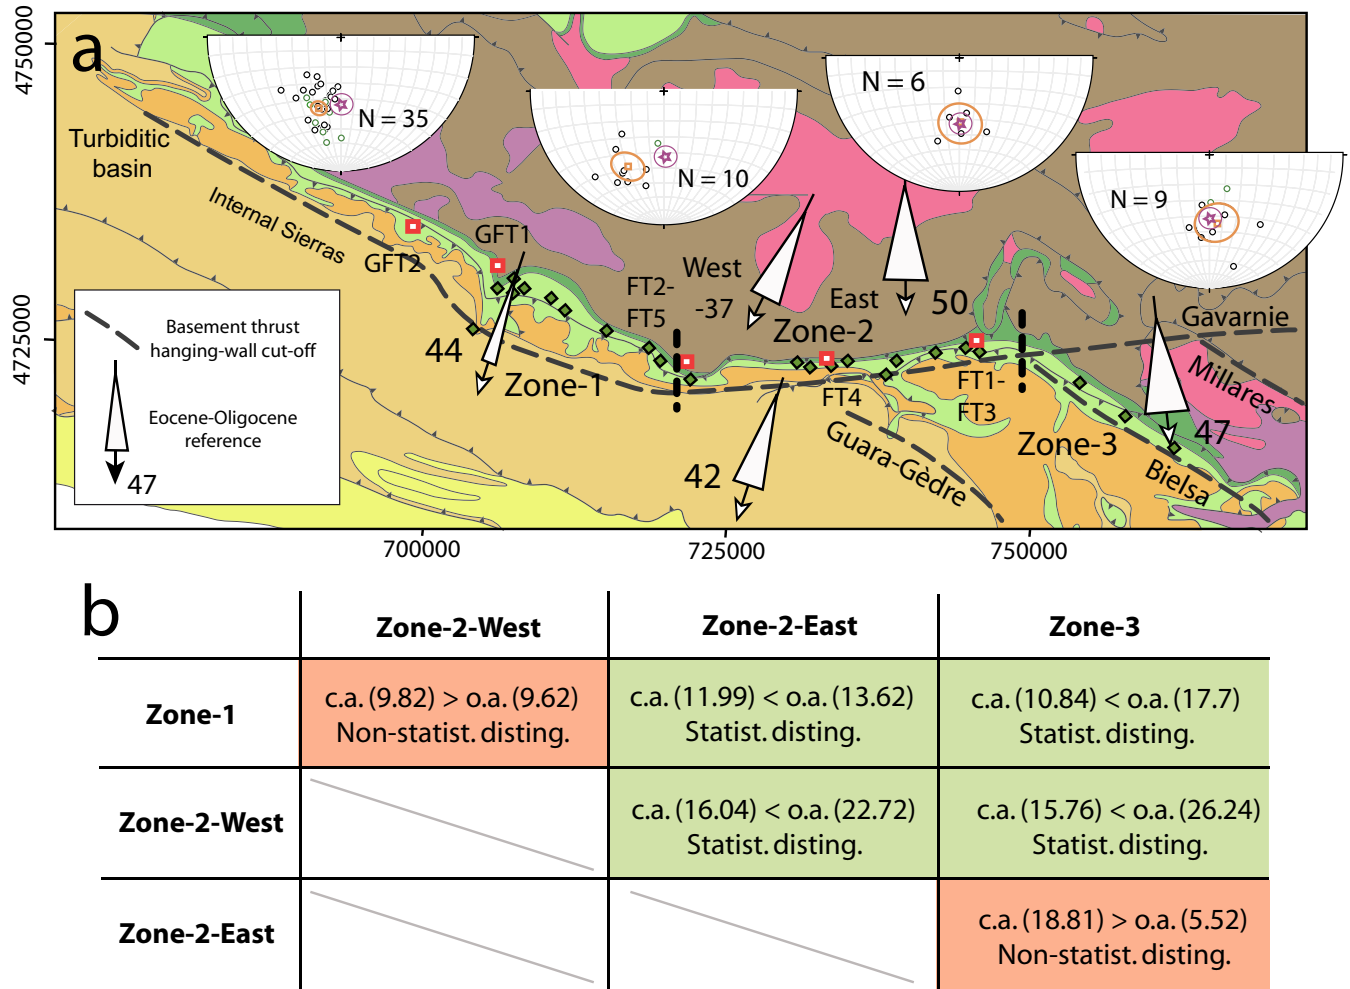 a
4750000
4725000
N = 35
N = 10
N = 6
N = 9
Turbiditic
basin
Internal Sierras
GFT2
GFT1
FT2-
FT5
West
-37
East
Zone-2
50
Gavarnie
Millares
44
Zone-1
FT4
FT1-
FT3
Zone-3
47
Bielsa
Guara-Gèdre
42
Basement thrust
hanging-wall cut-off
Eocene-Oligocene
reference
47
700000
725000
750000
b
Zone-2-West
Zone-2-East
Zone-3
Zone-1
c.a. (9.82) > o.a. (9.62)
Non-statist. disting.
c.a. (11.99) < o.a. (13.62)
Statist. disting.
c.a. (10.84) < o.a. (17.7)
Statist. disting.
Zone-2-West
c.a. (16.04) < o.a. (22.72)
Statist. disting.
c.a. (15.76) < o.a. (26.24)
Statist. disting.
Zone-2-East
c.a. (18.81) > o.a. (5.52)
Non-statist. disting.